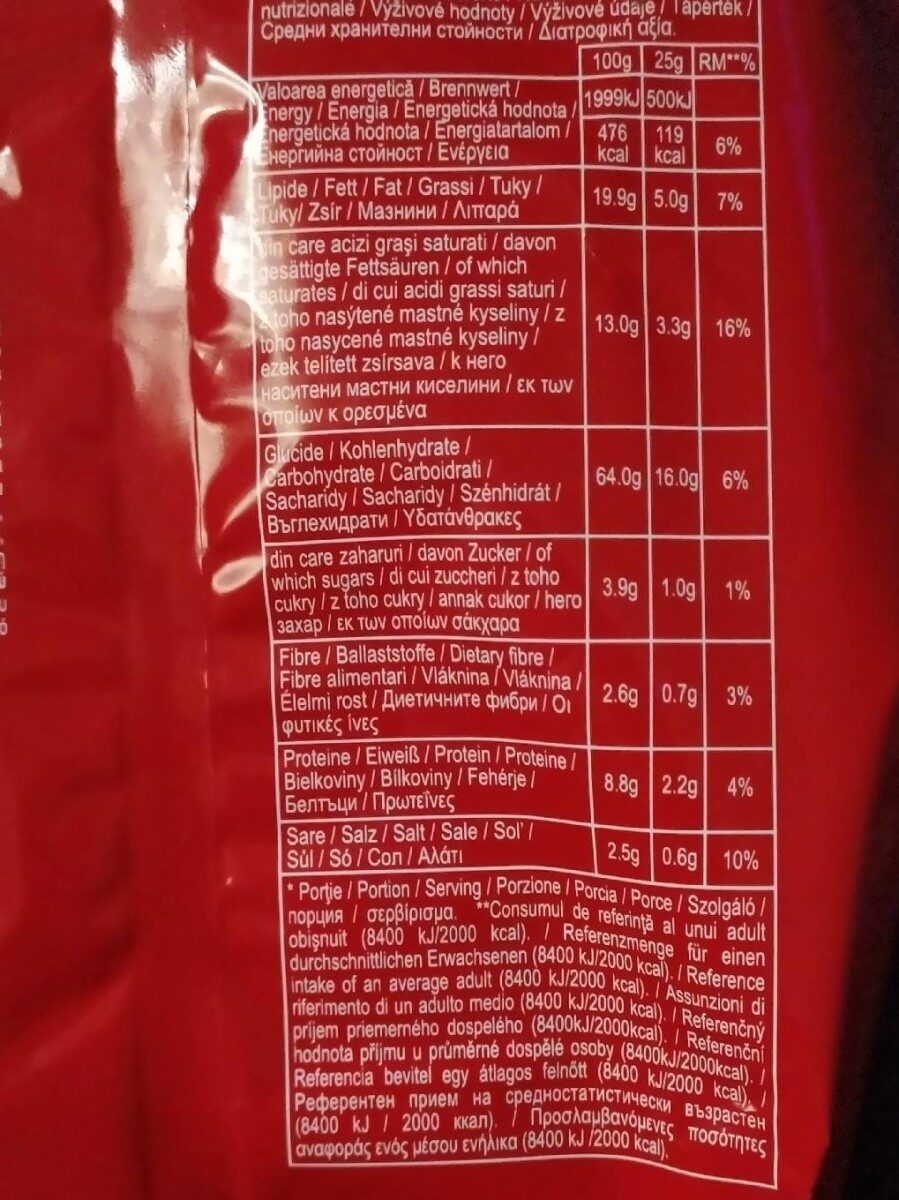 nutrizionale / Výživové hodnoty / Výživové údaje / Táperték /
Средни хранителни стойности / Διατροφική αξία.
100g 25g RM**%
Valoarea energetică / Brennwert /
Energy / Energia / Energetická hodnota /
Energetická hodnota / Energiatartalom /
Енергийна стойност / Ενέργεια
1999kJ 500kJ
476 kcal 119 kcal 6%
Lipide / Fett / Fat / Grassi / Tuky /
Tuky/ Zsír / Мазнини / Λιπαρά
19.9g 5.0g 7%
din care acizi grași saturati / davon
gesättigte Fettsäuren / of which
saturates / di cui acidi grassi saturi /
z toho nasýtené mastné kyseliny / z
toho nasycené mastné kyseliny /
ezek telített zsírsava / k него
наситени мастни киселини / εκ των
οποίων κ ορεσμένα
13.0g 3.3g 16%
Glucide / Kohlenhydrate /
Carbohydrate / Carboidrati /
Sacharidy / Sacharidy / Szénhidrát /
Въглехидрати / Υδατάνθρακες
64.0g 16.0g 6%
din care zaharuri / davon Zucker / of
which sugars / di cui zuccheri / z toho
cukry / z toho cukry / annak cukor / hero
захар / εκ των οποίων σάκχαρα
3.9g 1.0g 1%
Fibre / Ballaststoffe / Dietary fibre /
Fibre alimentari / Vláknina / Vláknina /
Élelmi rost / Диетичните фибри / Οι
φυτικές ίνες
2.6g 0.7g 3%
Proteine / Eiweiß / Protein / Proteine /
Bielkoviny / Bílkoviny / Fehérje /
Белтъци / Πρωτεΐνες
8.8g 2.2g 4%
Sare / Salz / Salt / Sale / Soľ /
Sůl / Só / Сол / Αλάτι
2.5g 0.6g 10%
* Porție / Portion / Serving / Porzione / Porcia / Porce / Szolgáló /
порция / σερβίρισμα. **Consumul de referință al unui adult
obișnuit (8400 kJ/2000 kcal). / Referenzmenge für einen
durchschnittlichen Erwachsenen (8400 kJ/2000 kcal). / Reference
intake of an average adult (8400 kJ/2000 kcal). / Assunzioni di
riferimento di un adulto medio (8400 kJ/2000 kcal). / Referenčný
príjem priemerného dospelého (8400kJ/2000kcal). / Referenční
hodnota příjmu u průměrné dospělé osoby (8400kJ/2000kcal). /
Referencia bevitel egy átlagos felnőtt (8400 kJ/2000 kcal). /
Референтен прием на средностатистически възрастен
(8400 kJ / 2000 ккал). / Προσλαμβανόμενες ποσότητες
αναφοράς ενός μέσου ενήλικα (8400 kJ /2000 kcal).